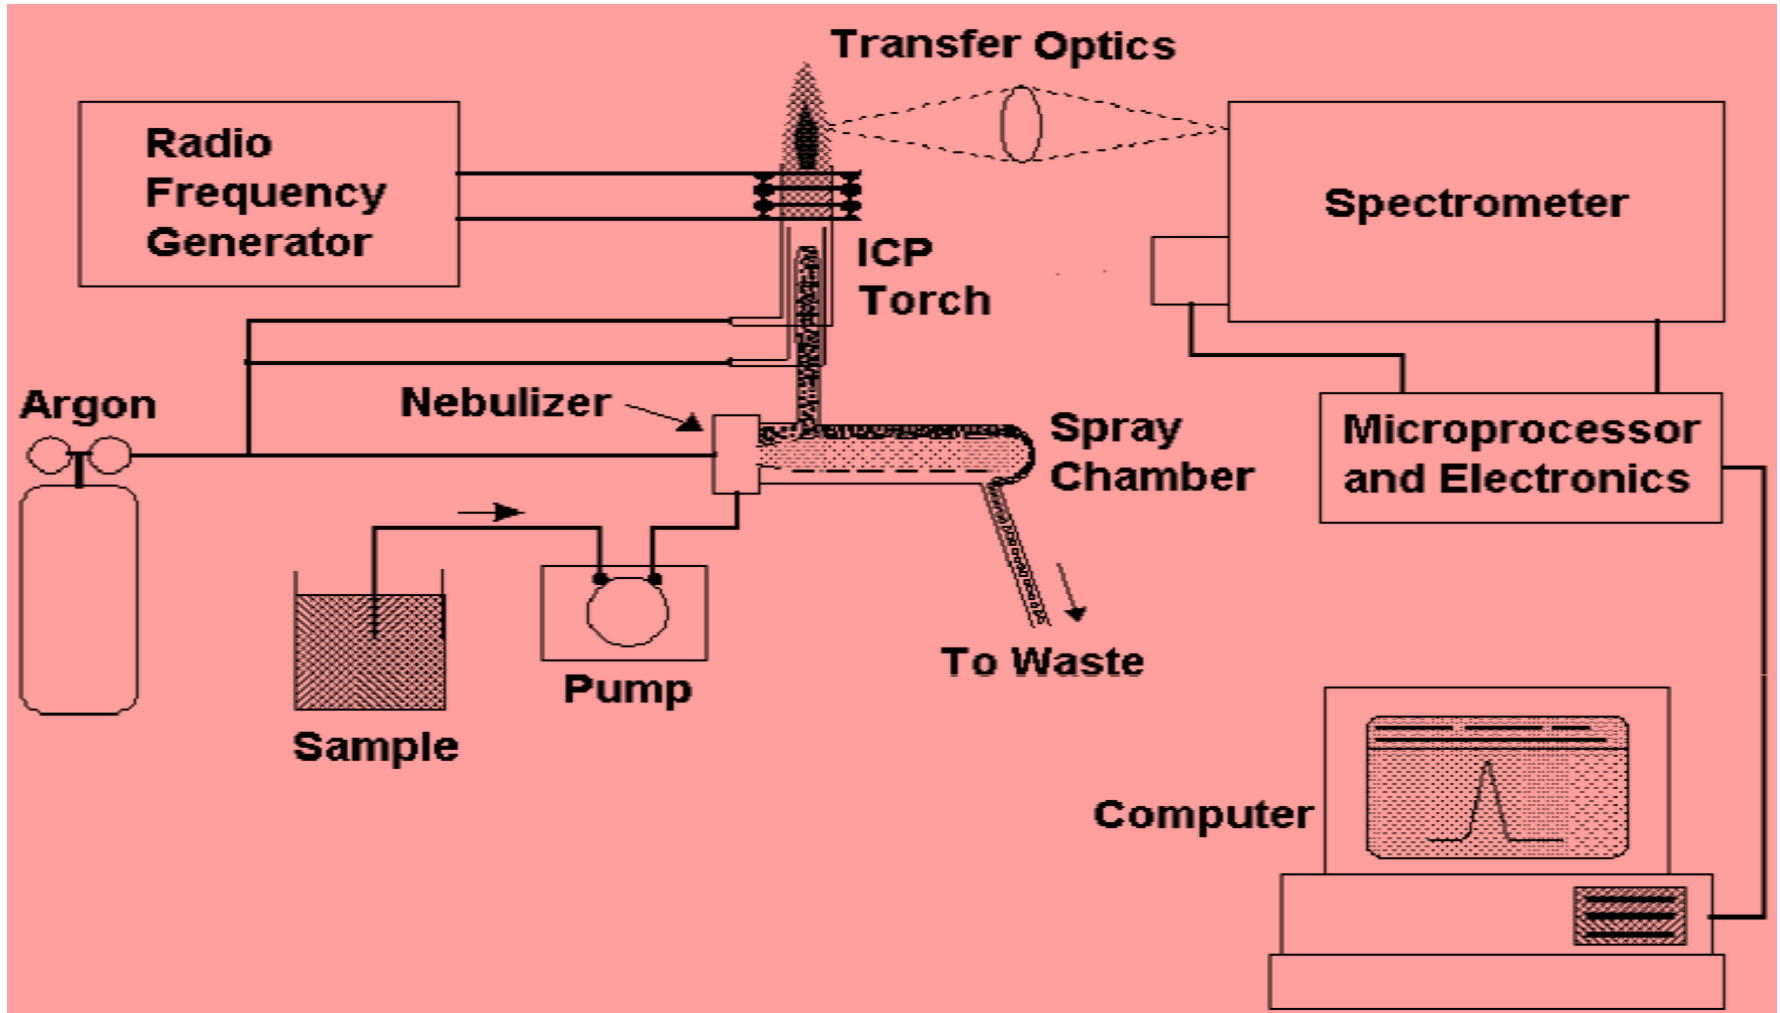 Transfer Optics
Radio
Frequency
Generator
Spectrometer
ICP
Torch
Argon
Nebulizer
Spray
Chamber
Microprocessor
and Electronics
To Waste
Pump
Sample
Computer